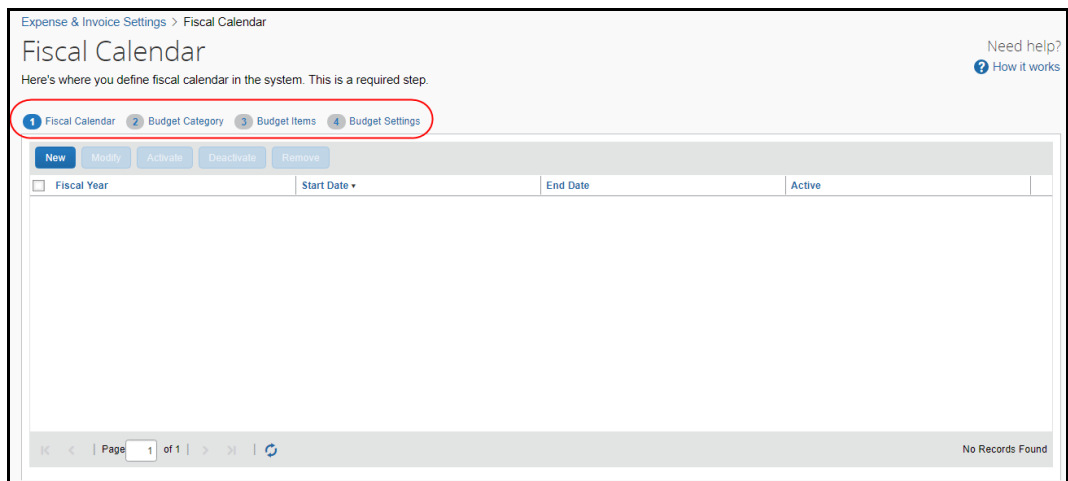 Expense & Invoice Settings > Fiscal Calendar
Fiscal Calendar
Need help?
? How it works
Here's where you define fiscal calendar in the system. This is a required step.
1 Fiscal Calendar 2 Budget Category 3 Budget Items 4 Budget Settings
New Modify Activate Deactivate Remove
Fiscal Year Start Date End Date Active
Page 1 of 1 No Records Found